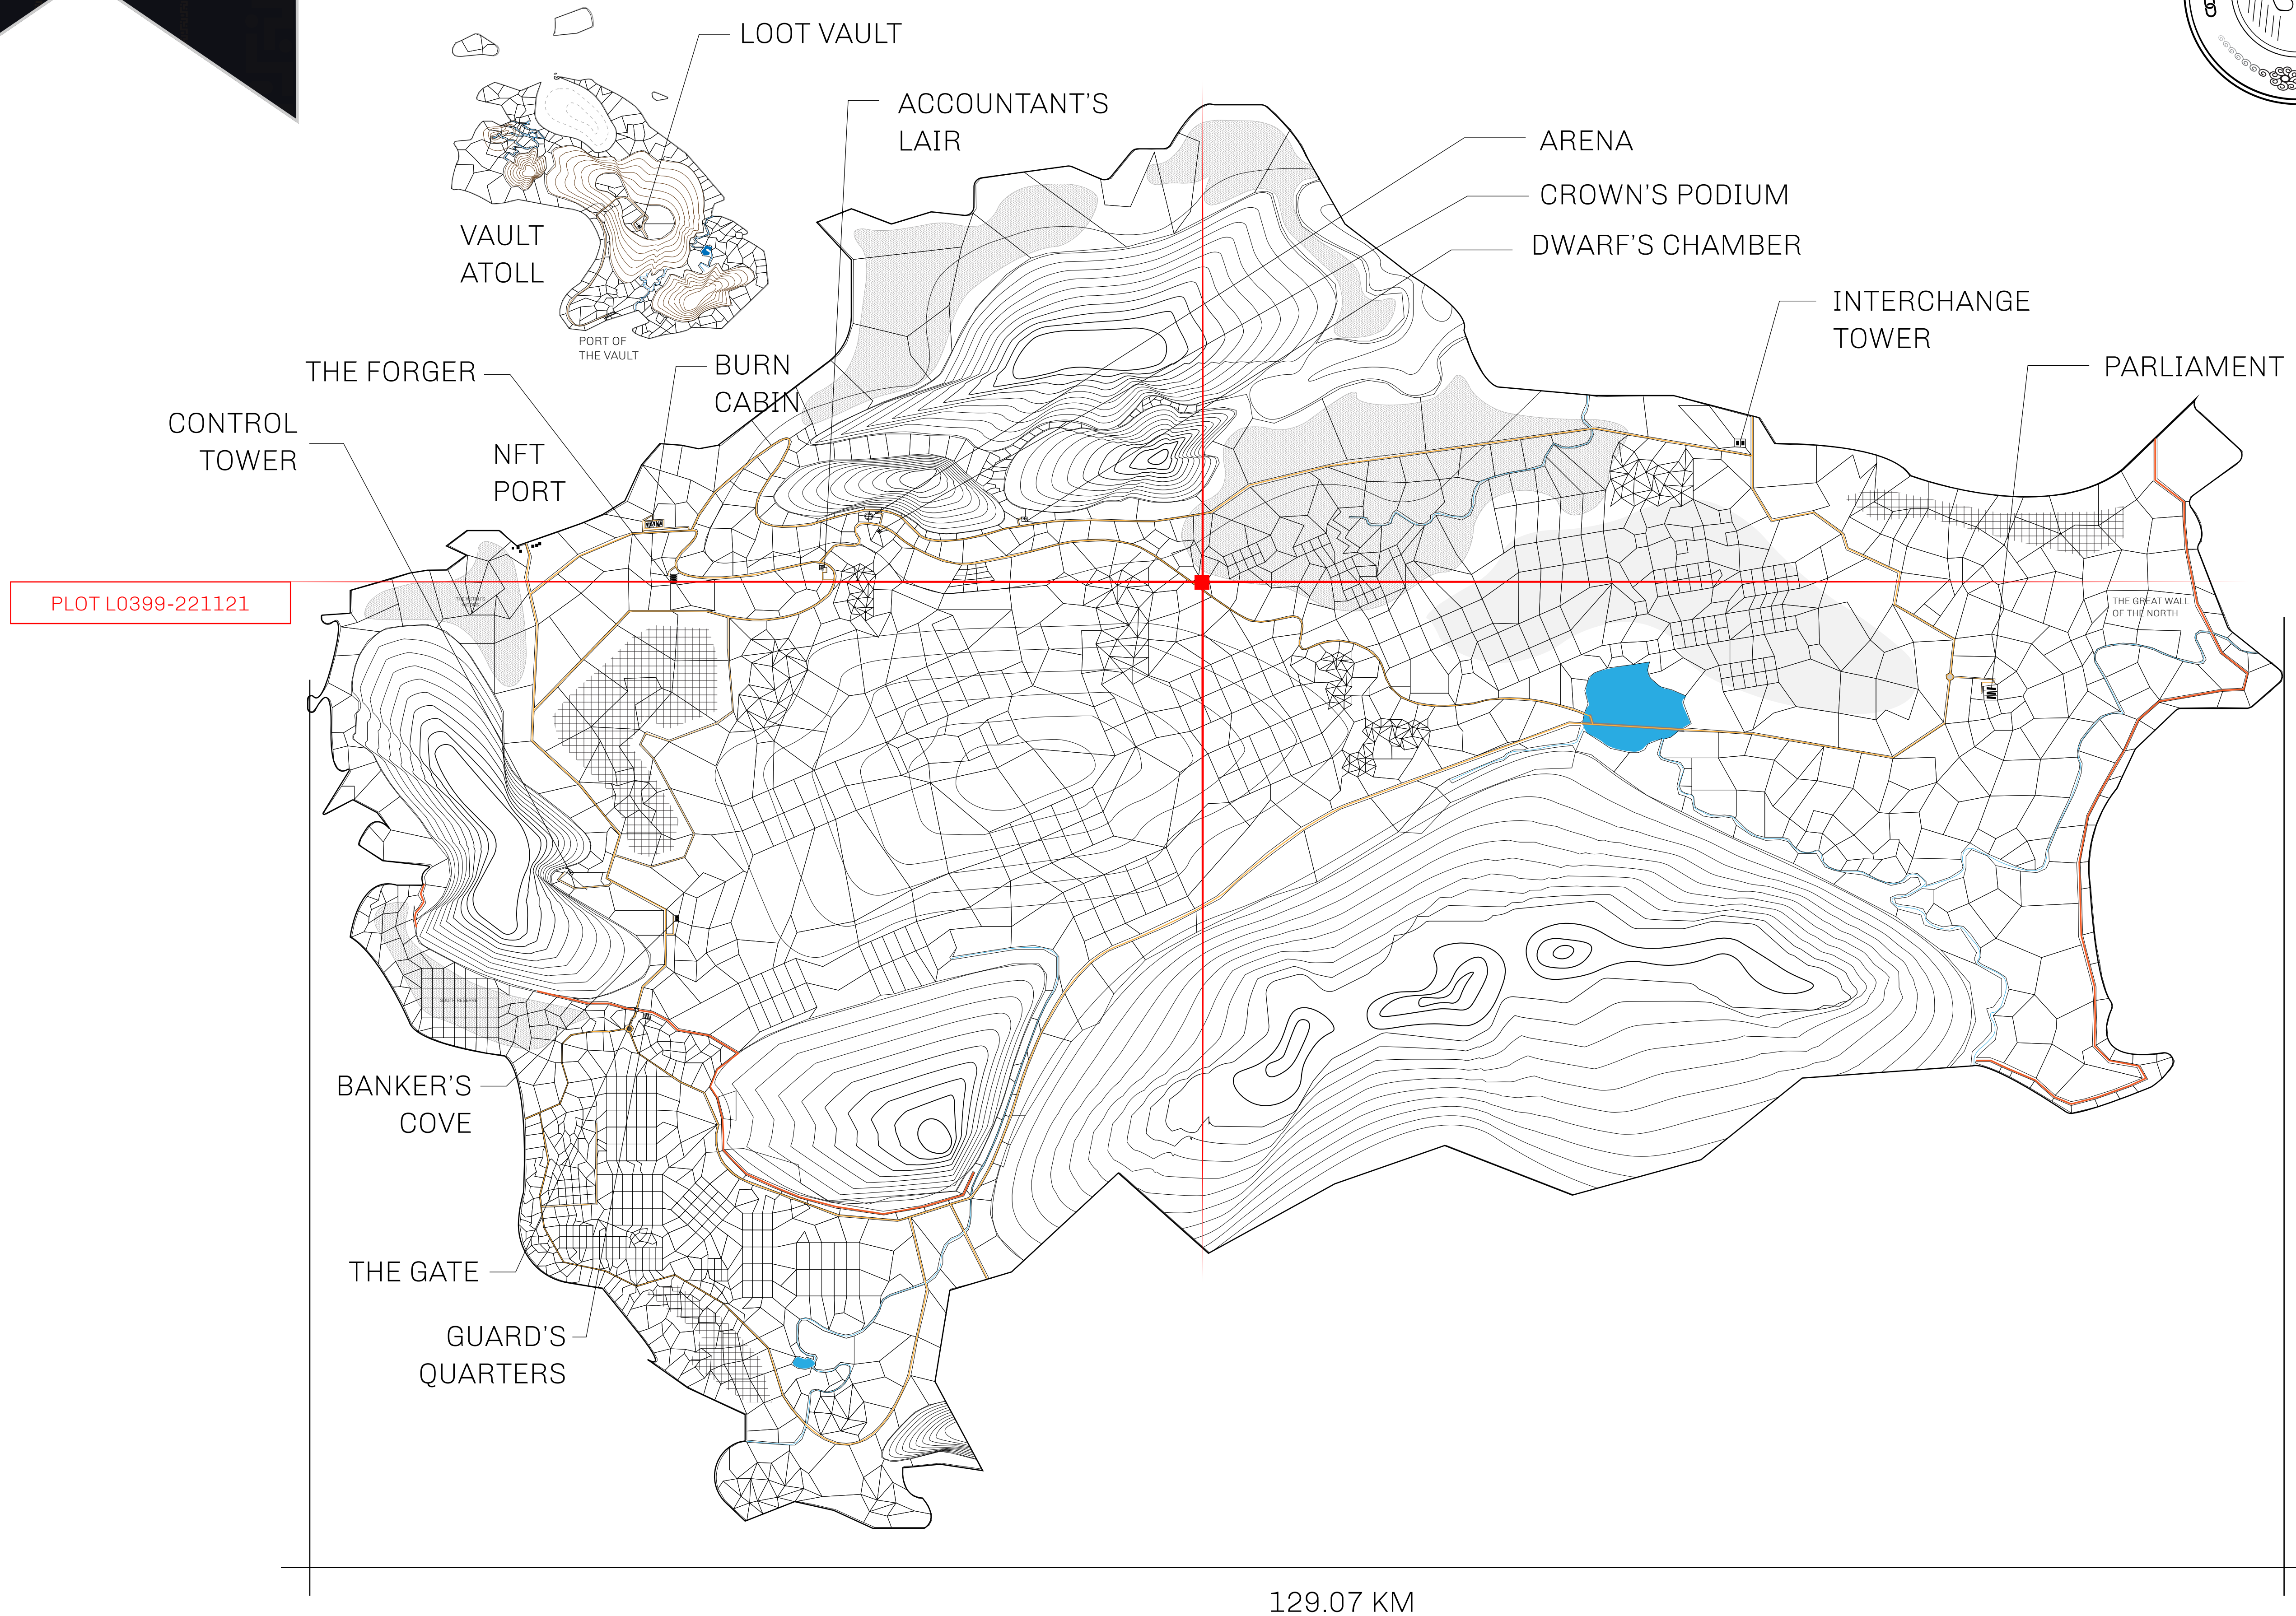 LOOT VAULT
ACCOUNTANT'S
LAIR
ARENA
CROWN'S PODIUM
DWARF'S CHAMBER
VAULT
ATOLL
INTERCHANGE
TOWER
PORT OF
THE VAULT
PARLIAMENT
THE FORGER
BURN
CABIN
CONTROL
TOWER
NFT
PORT
PLOT L0399-221121
THE GREAT WALL
OF THE NORTH
SOUTH RESERVE
BANKER'S
COVE
THE GATE
GUARD'S
QUARTERS
129.07 KM